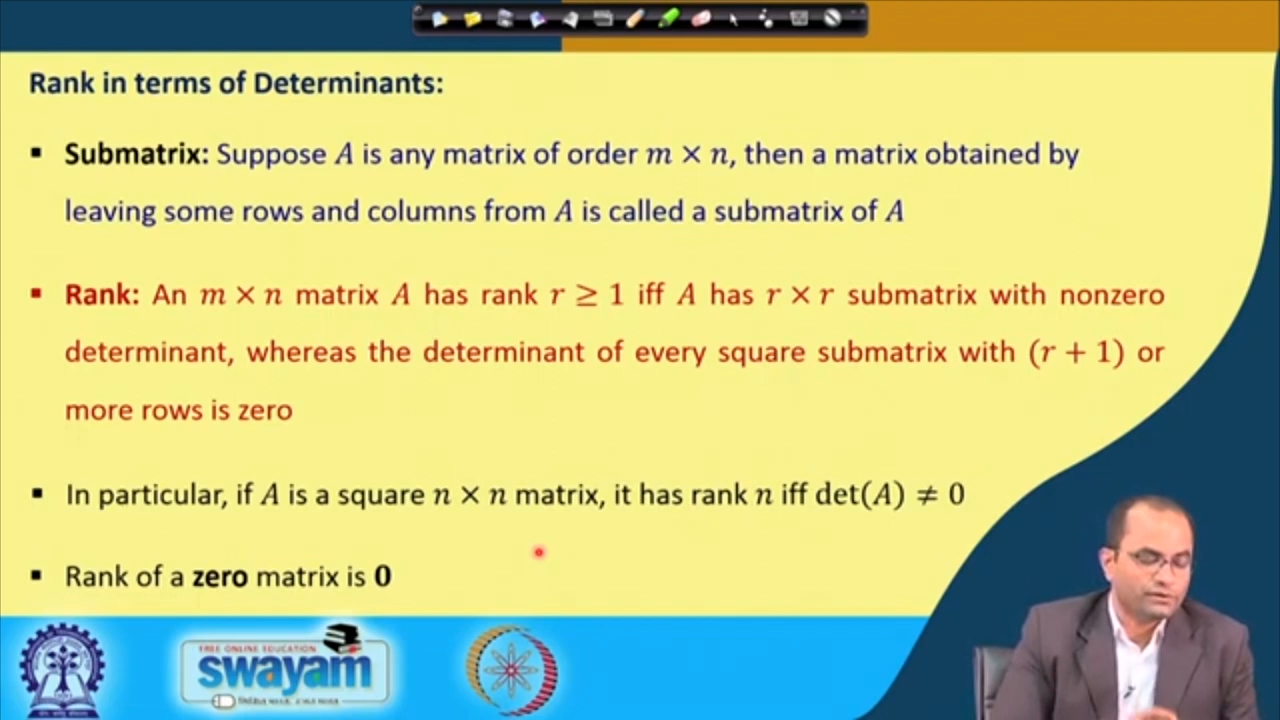 Rank in terms of Determinants:
▪ Submatrix: Suppose A is any matrix of order m × n, then a matrix obtained by
leaving some rows and columns from A is called a submatrix of A
▪ Rank: An m × n matrix A has rank r ≥ 1 iff A has r × r submatrix with nonzero
determinant, whereas the determinant of every square submatrix with (r + 1) or
more rows is zero
▪ In particular, if A is a square n × n matrix, it has rank n iff det(A) ≠ 0
▪ Rank of a zero matrix is 0
FREE ONLINE EDUCATION
swayam